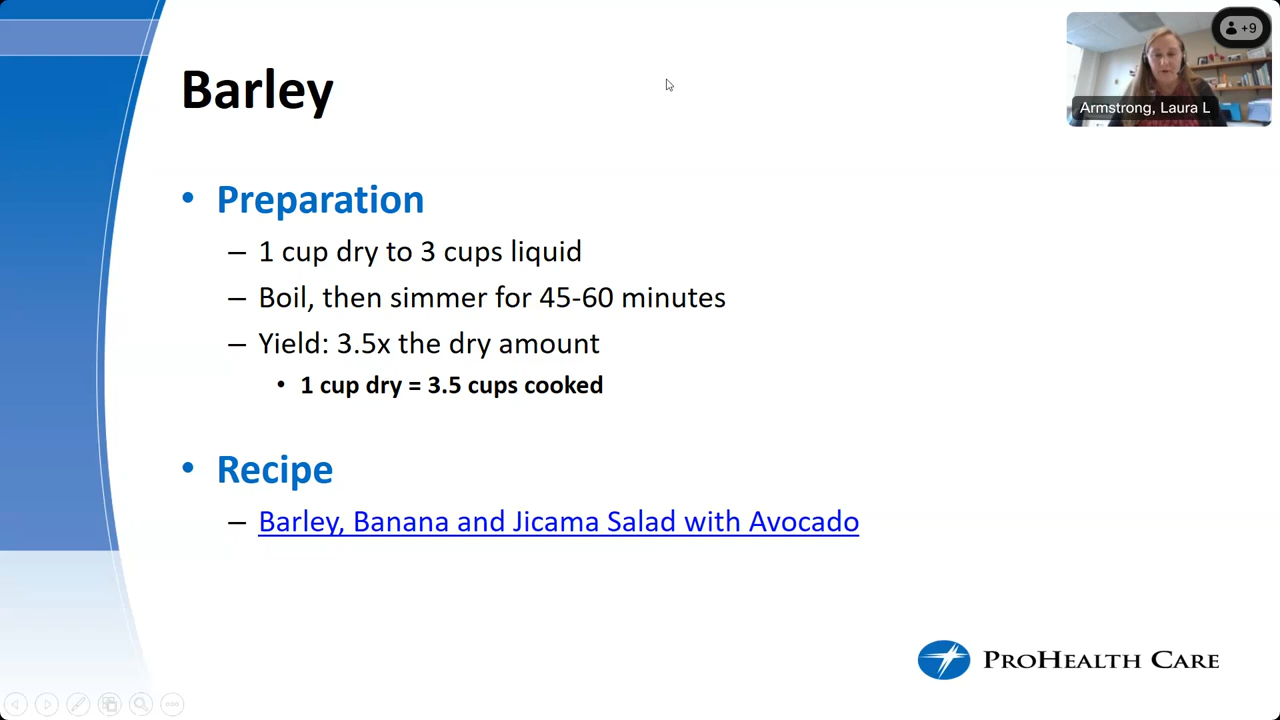 Barley
+9
Armstrong, Laura L
• Preparation
– 1 cup dry to 3 cups liquid
– Boil, then simmer for 45-60 minutes
– Yield: 3.5x the dry amount
• 1 cup dry = 3.5 cups cooked
• Recipe
– Barley, Banana and Jicama Salad with Avocado
PROHEALTH CARE